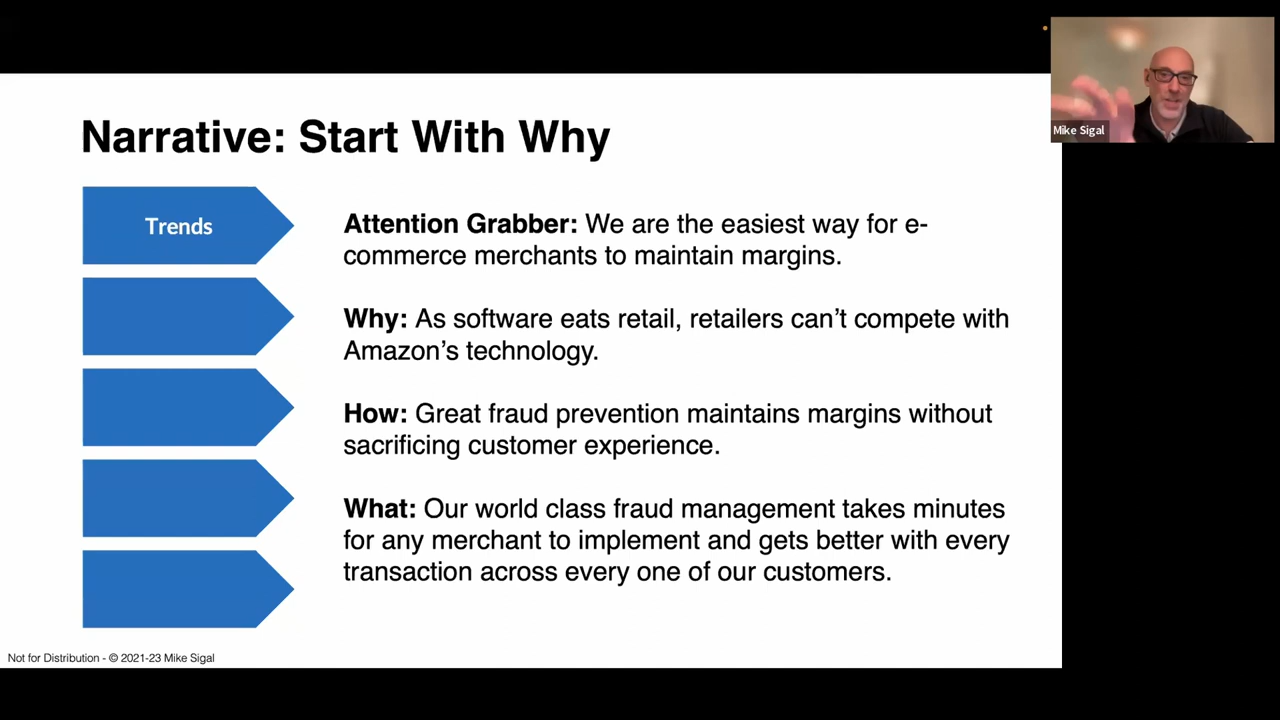 Narrative: Start With Why
Trends
Attention Grabber: We are the easiest way for e-
commerce merchants to maintain margins.
Why: As software eats retail, retailers can’t compete with
Amazon’s technology.
How: Great fraud prevention maintains margins without
sacrificing customer experience.
What: Our world class fraud management takes minutes
for any merchant to implement and gets better with every
transaction across every one of our customers.
Not for Distribution - © 2021-23 Mike Sigal
Mike Sigal